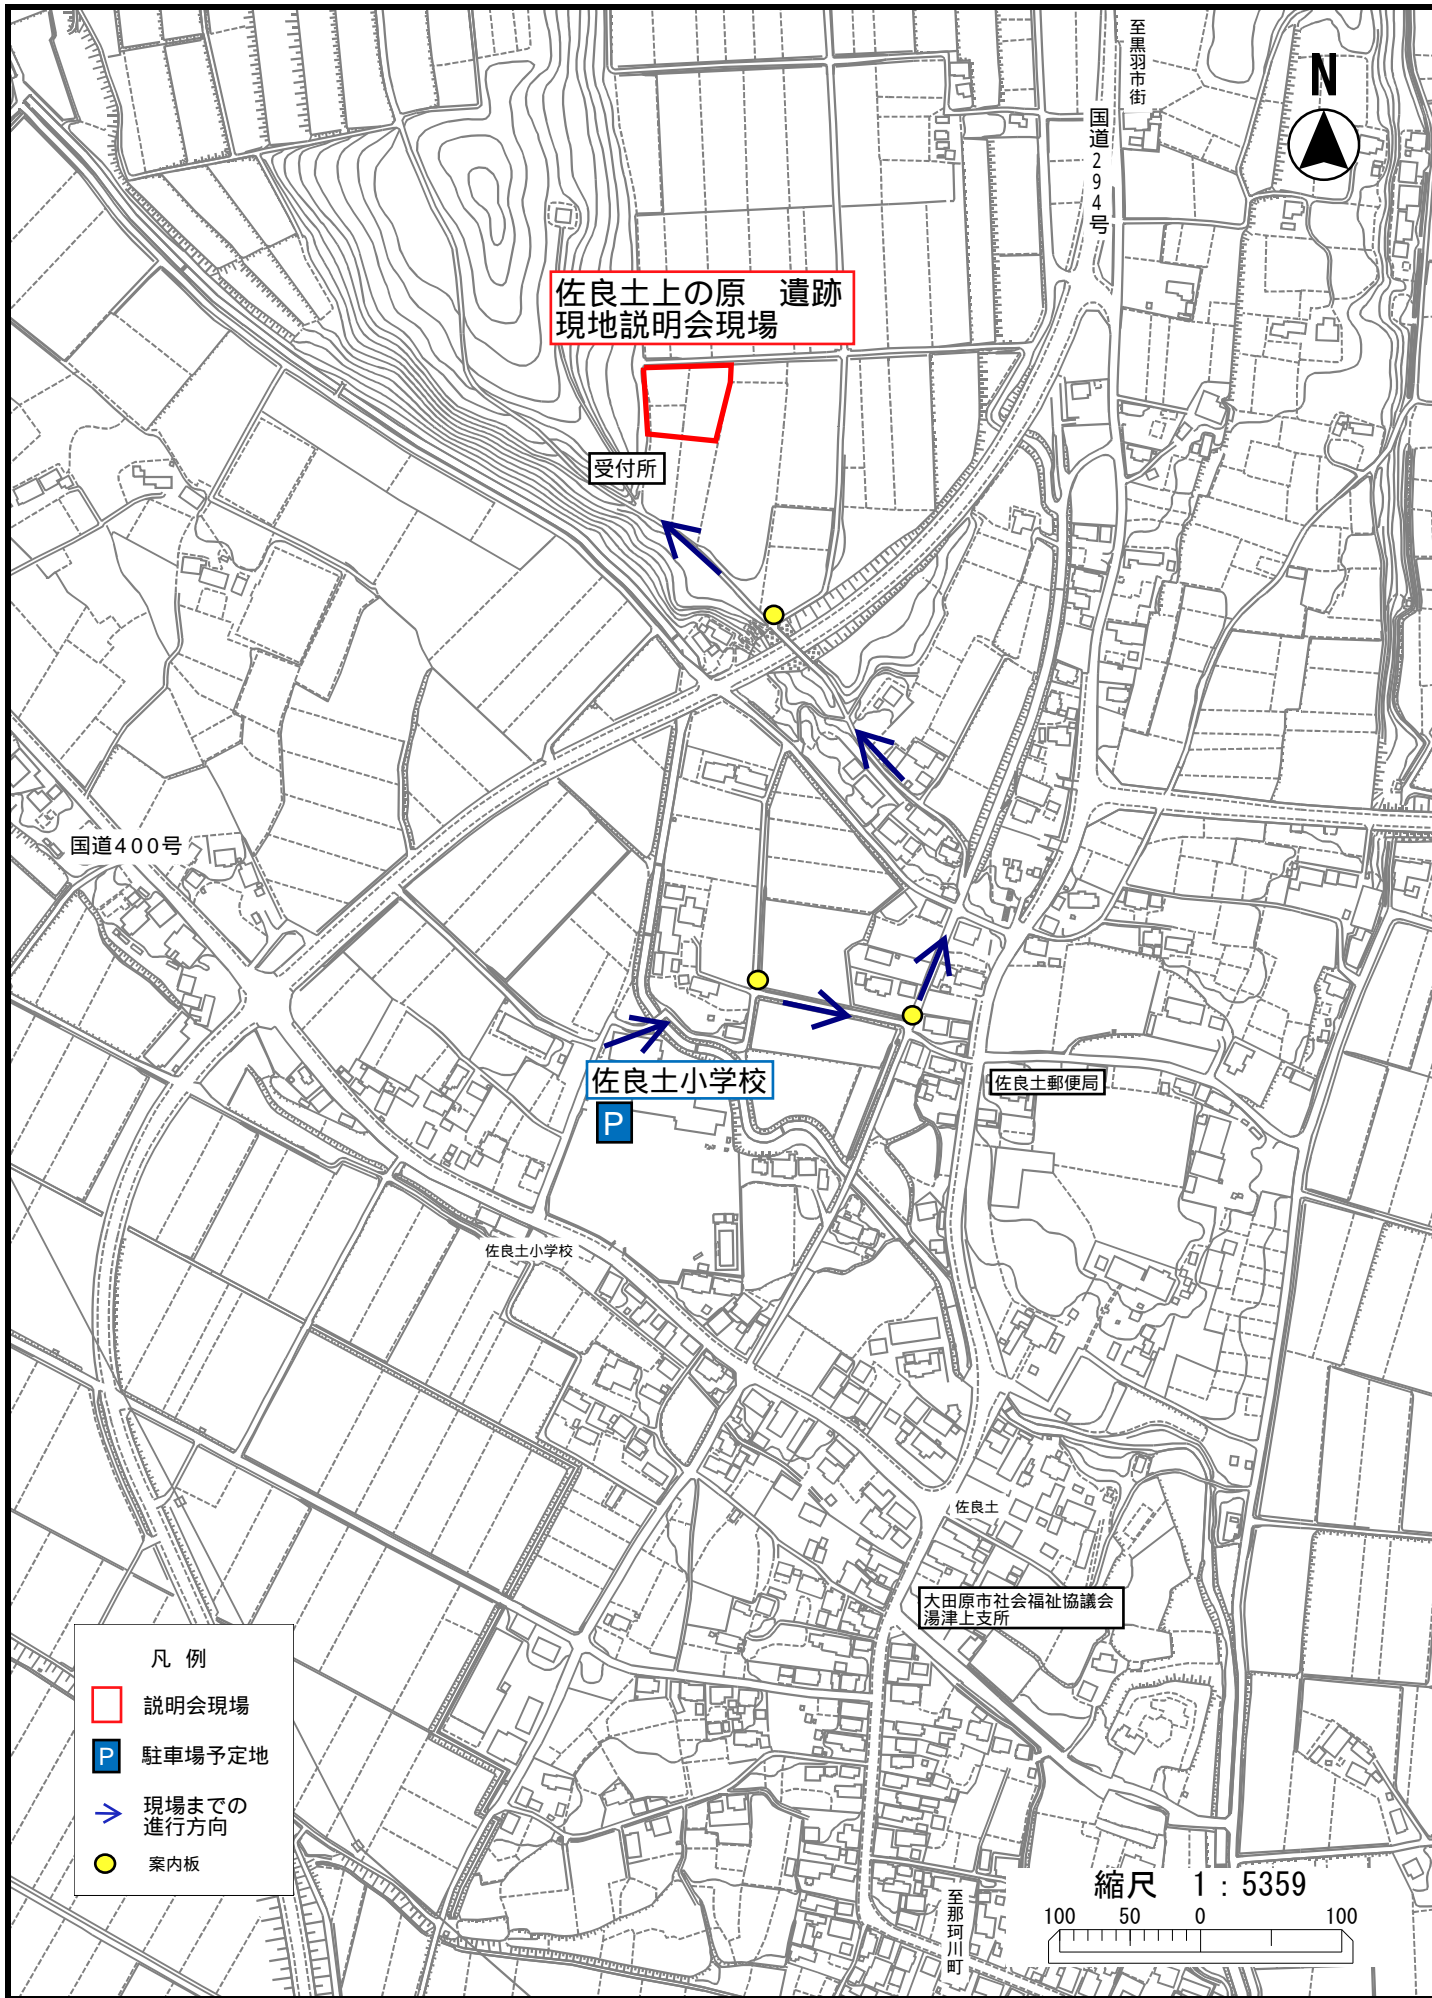 至黒羽市街
N
国道294号
佐良土上の原　遺跡
現地説明会現場
受付所
国道400号
佐良土小学校
P
佐良土郵便局
佐良土小学校
佐良土
大田原市社会福祉協議会
湯津上支所
凡 例
説明会現場
P 駐車場予定地
現場までの
進行方向
案内板
至那珂川町
縮尺　1：5359
100 50 0 100